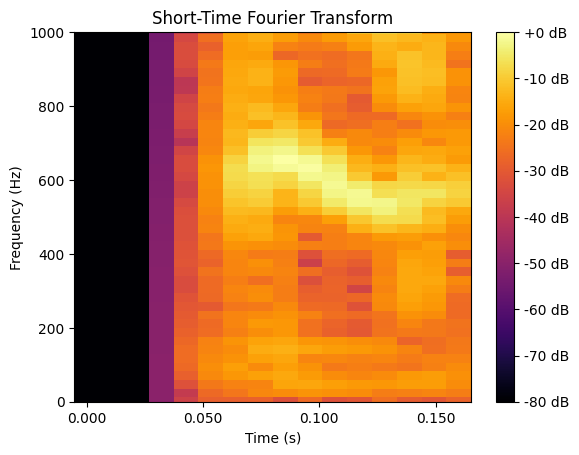 Short-Time Fourier Transform
1000
800
600
400
200
0
Frequency (Hz)
0.000
0.050
0.100
0.150
Time (s)
+0 dB
-10 dB
-20 dB
-30 dB
-40 dB
-50 dB
-60 dB
-70 dB
-80 dB